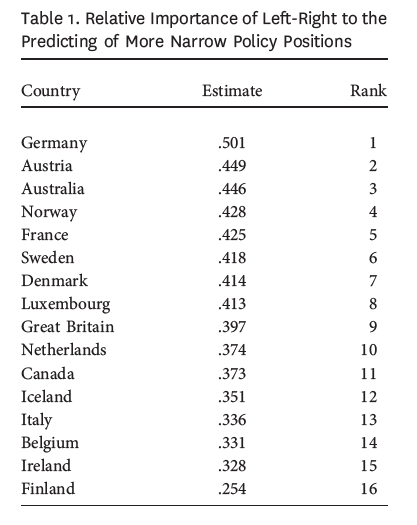 Table 1. Relative Importance of Left-Right to the
Predicting of More Narrow Policy Positions
Country Estimate Rank
Germany .501 1
Austria .449 2
Australia .446 3
Norway .428 4
France .425 5
Sweden .418 6
Denmark .414 7
Luxembourg .413 8
Great Britain .397 9
Netherlands .374 10
Canada .373 11
Iceland .351 12
Italy .336 13
Belgium .331 14
Ireland .328 15
Finland .254 16